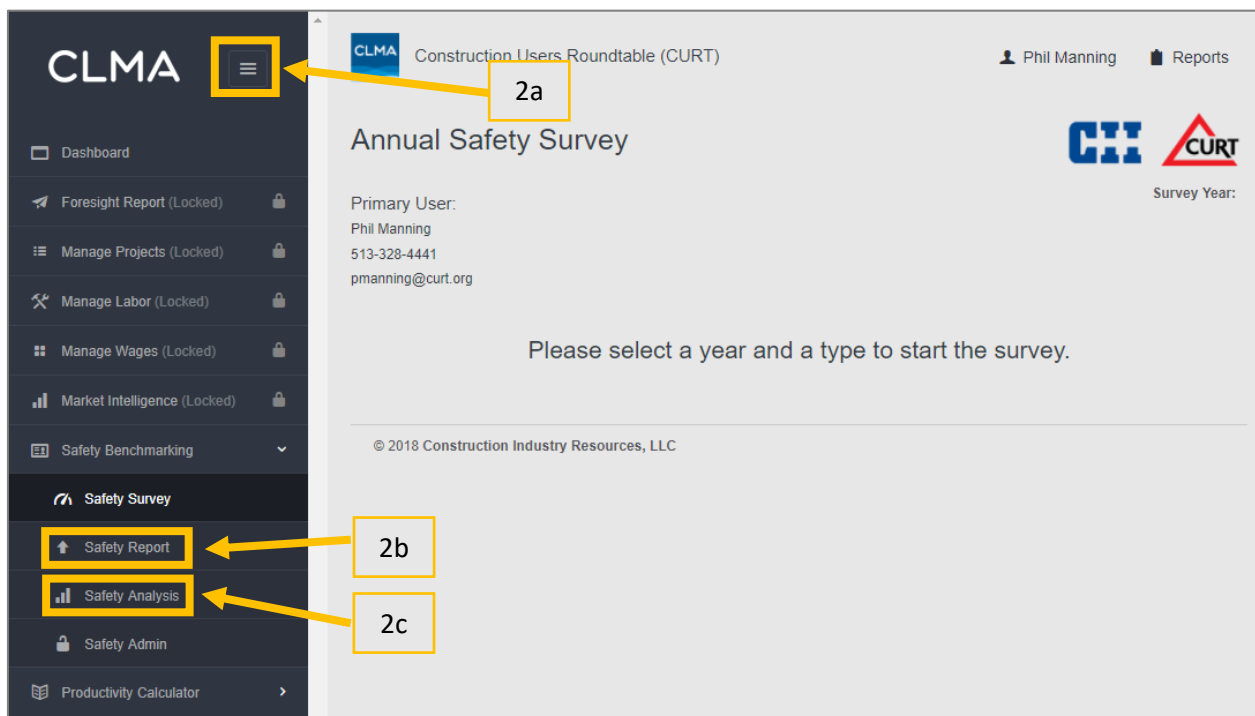 CLMA
Dashboard
Foresight Report (Locked)
Manage Projects (Locked)
Manage Labor (Locked)
Manage Wages (Locked)
Market Intelligence (Locked)
Safety Benchmarking
Safety Survey
Safety Report
Safety Analysis
Safety Admin
Productivity Calculator
CLMA
Construction Users Roundtable (CURT)
Phil Manning
Reports
2a
Annual Safety Survey
CII
CURT
Survey Year:
Primary User:
Phil Manning
513-328-4441
pmanning@curt.org
Please select a year and a type to start the survey.
© 2018 Construction Industry Resources, LLC
2b
2c